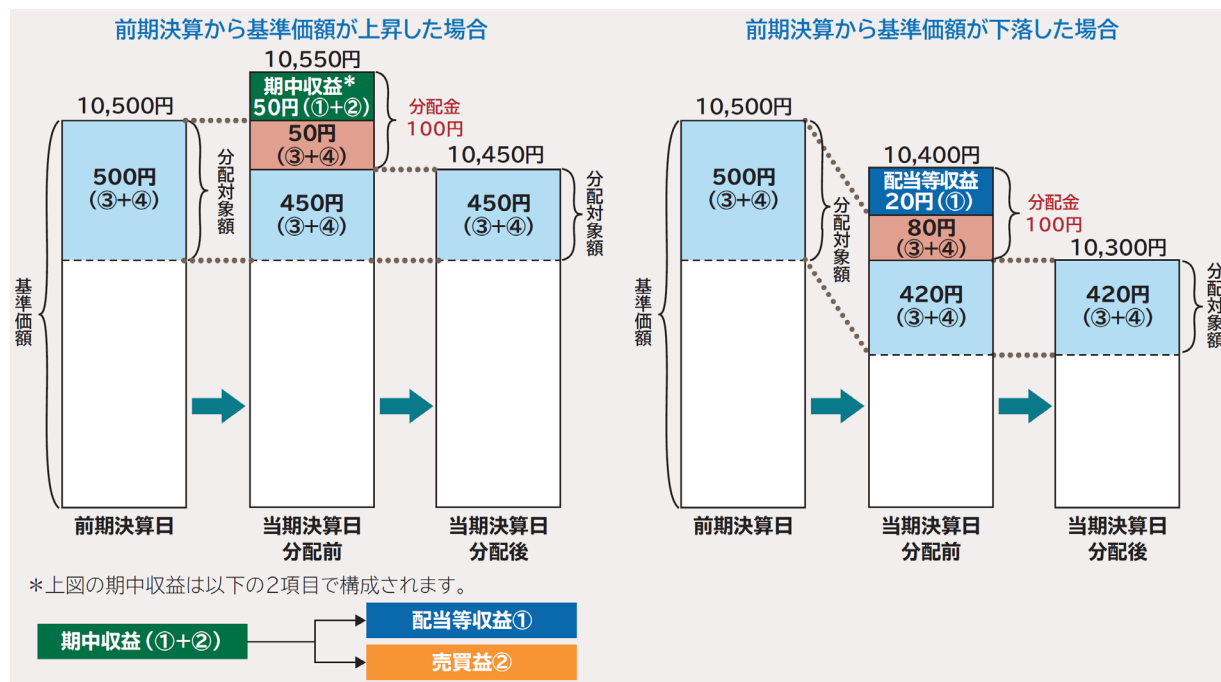 前期決算から基準価額が上昇した場合
10,500円
500円
(③+④)
分配対象額
基準価額
前期決算日
10,550円
期中収益*
50円(①+②)
50円
(③+④)
450円
(③+④)
分配金
100円
当期決算日
分配前
10,450円
450円
(③+④)
分配対象額
当期決算日
分配後
*上図の期中収益は以下の2項目で構成されます。
期中収益(①+②)
配当等収益①
売買益②
前期決算から基準価額が下落した場合
10,500円
500円
(③+④)
分配対象額
基準価額
前期決算日
10,400円
配当等収益
20円(①)
80円
(③+④)
420円
(③+④)
分配金
100円
当期決算日
分配前
10,300円
420円
(③+④)
分配対象額
当期決算日
分配後